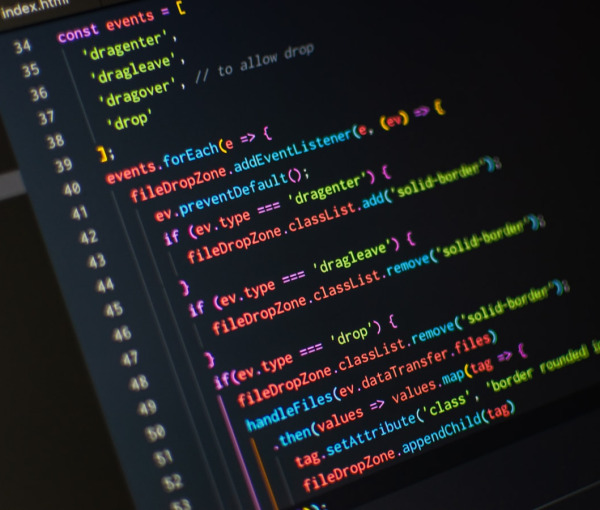 index.html
34 const events = [
35 'dragenter',
36 'dragleave',
37 'dragover', // to allow drop
38 'drop'
39 ];
40 events.forEach(e => {
41 fileDropZone.addEventListener(e, (ev) => {
42 ev.preventDefault();
43 if (ev.type === 'dragenter') {
44 fileDropZone.classList.add('solid-border');
45 }
46 if (ev.type === 'dragleave') {
47 fileDropZone.classList.remove('solid-border');
48 }
49 if(ev.type === 'drop') {
50 fileDropZone.classList.remove('solid-border');
51 handleFiles(ev.dataTransfer.files)
52 .then(values => values.map(tag => {
53 tag.setAttribute('class', 'border rounded
fileDropZone.appendChild(tag)